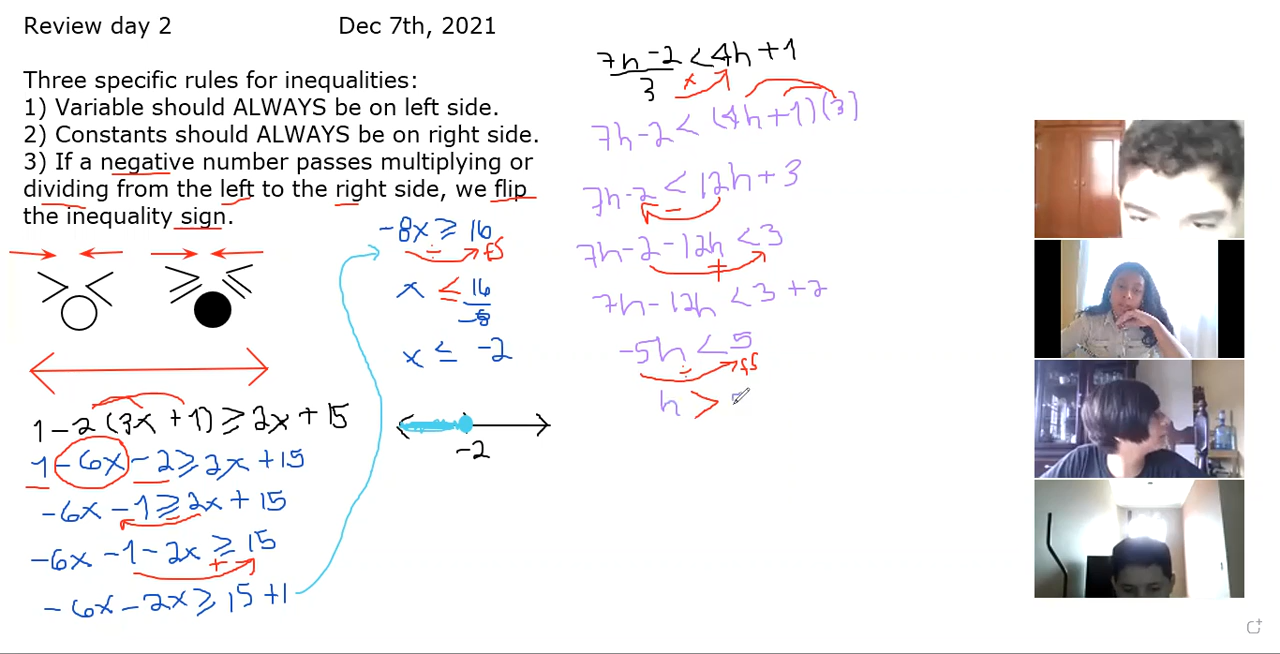 Review day 2 Dec 7th, 2021
Three specific rules for inequalities:
1) Variable should ALWAYS be on left side.
2) Constants should ALWAYS be on right side.
3) If a negative number passes multiplying or
dividing from the left to the right side, we flip
the inequality sign.
1-2(3x+1)≥2x+15
1-6x-2≥2x+15
-6x-1≥2x+15
-6x-1-2x≥15
+
-6x-2x≥15+1
-8x≥16
÷ fS
x≤16/-8
x≤-2
-2
7h-2/3<4h+1
x
7h-2<(4h+1)(3)
7h-2<12h+3
-
7h-2-12h<3
+
7h-12h<3+2
-5h<5
÷ fS
h>